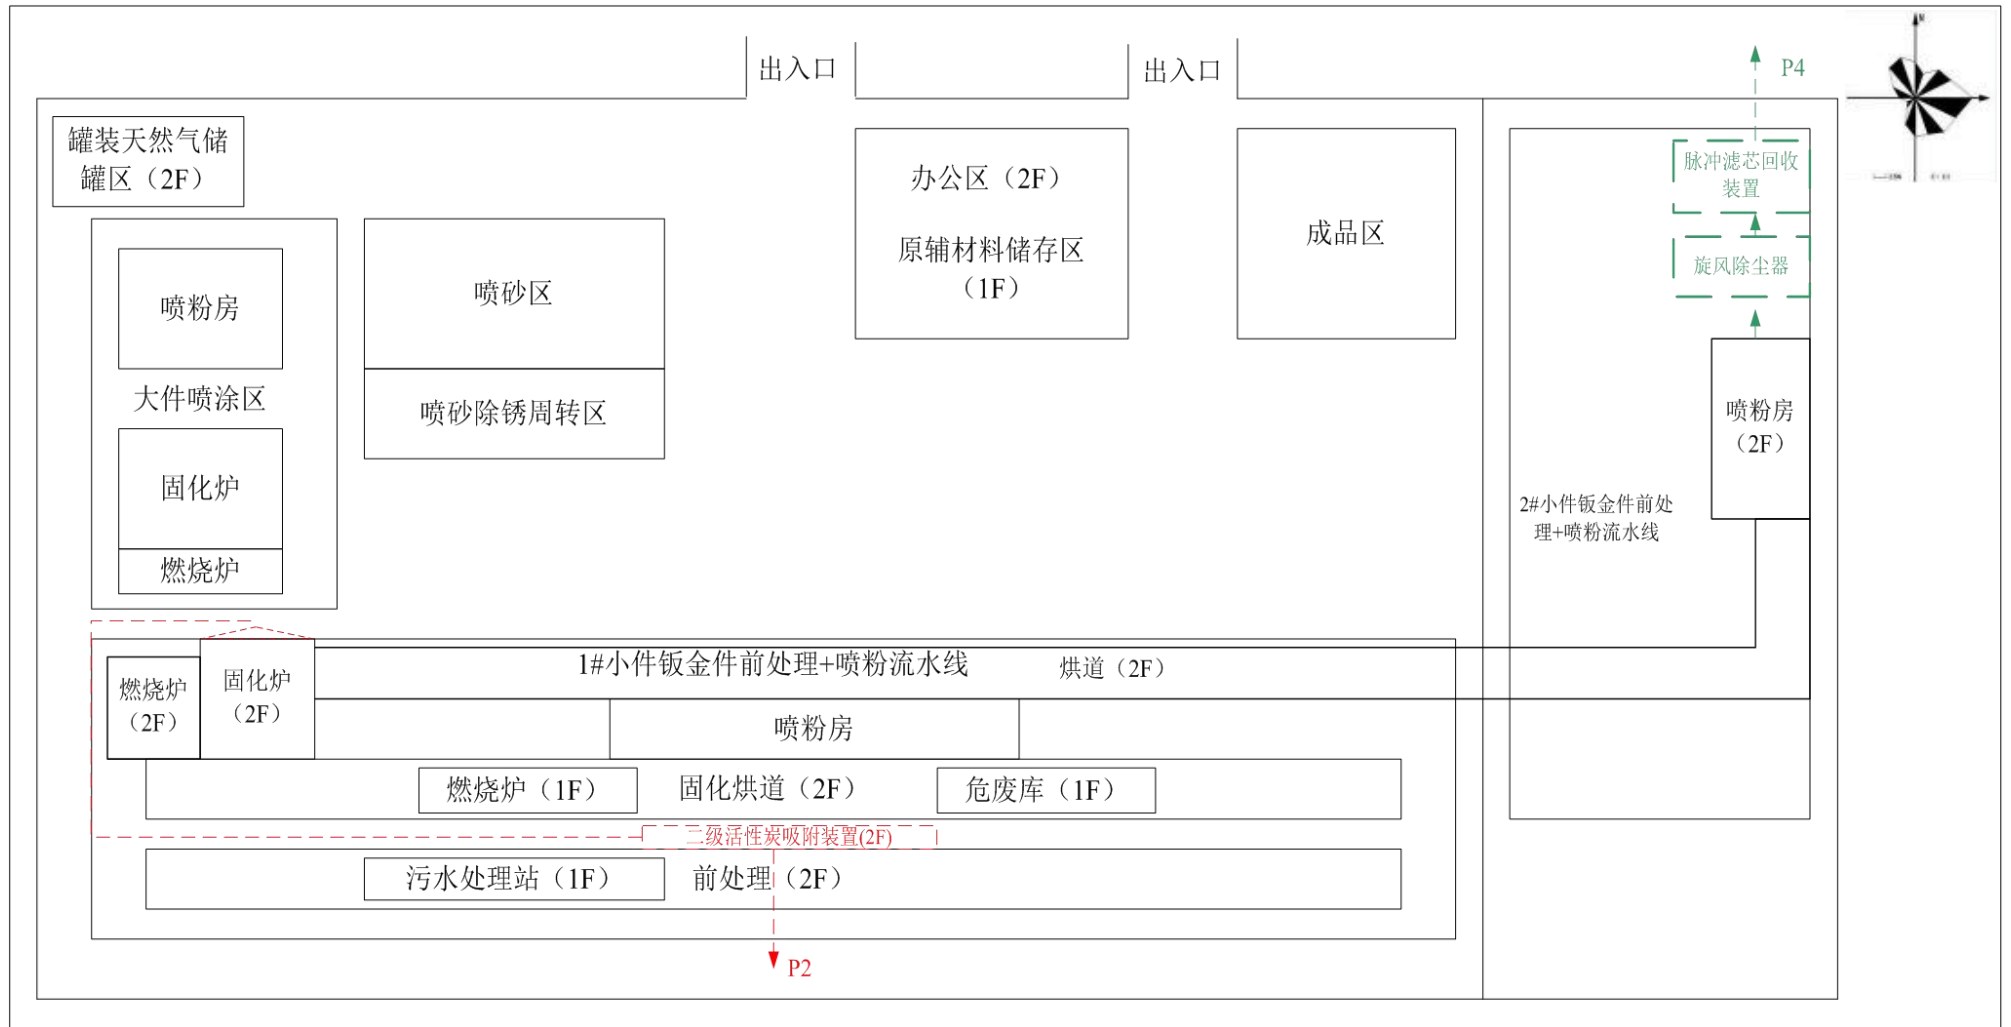 出入口
出入口
P4
N
罐装天然气储
罐区（2F）
办公区（2F）
原辅材料储存区
（1F）
成品区
脉冲滤芯回收
装置
旋风除尘器
喷粉房
大件喷涂区
固化炉
燃烧炉
喷砂区
喷砂除锈周转区
喷粉房
（2F）
2#小件钣金件前处
理+喷粉流水线
燃烧炉
（2F）
固化炉
（2F）
1#小件钣金件前处理+喷粉流水线
烘道（2F）
喷粉房
燃烧炉（1F）
固化烘道（2F）
危废库（1F）
二级活性炭吸附装置(2F)
污水处理站（1F）
前处理（2F）
P2